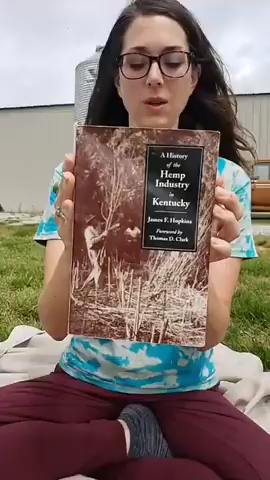 A History
of the
Hemp
Industry
in
Kentucky
James F. Hopkins
Foreword by
Thomas D. Clark